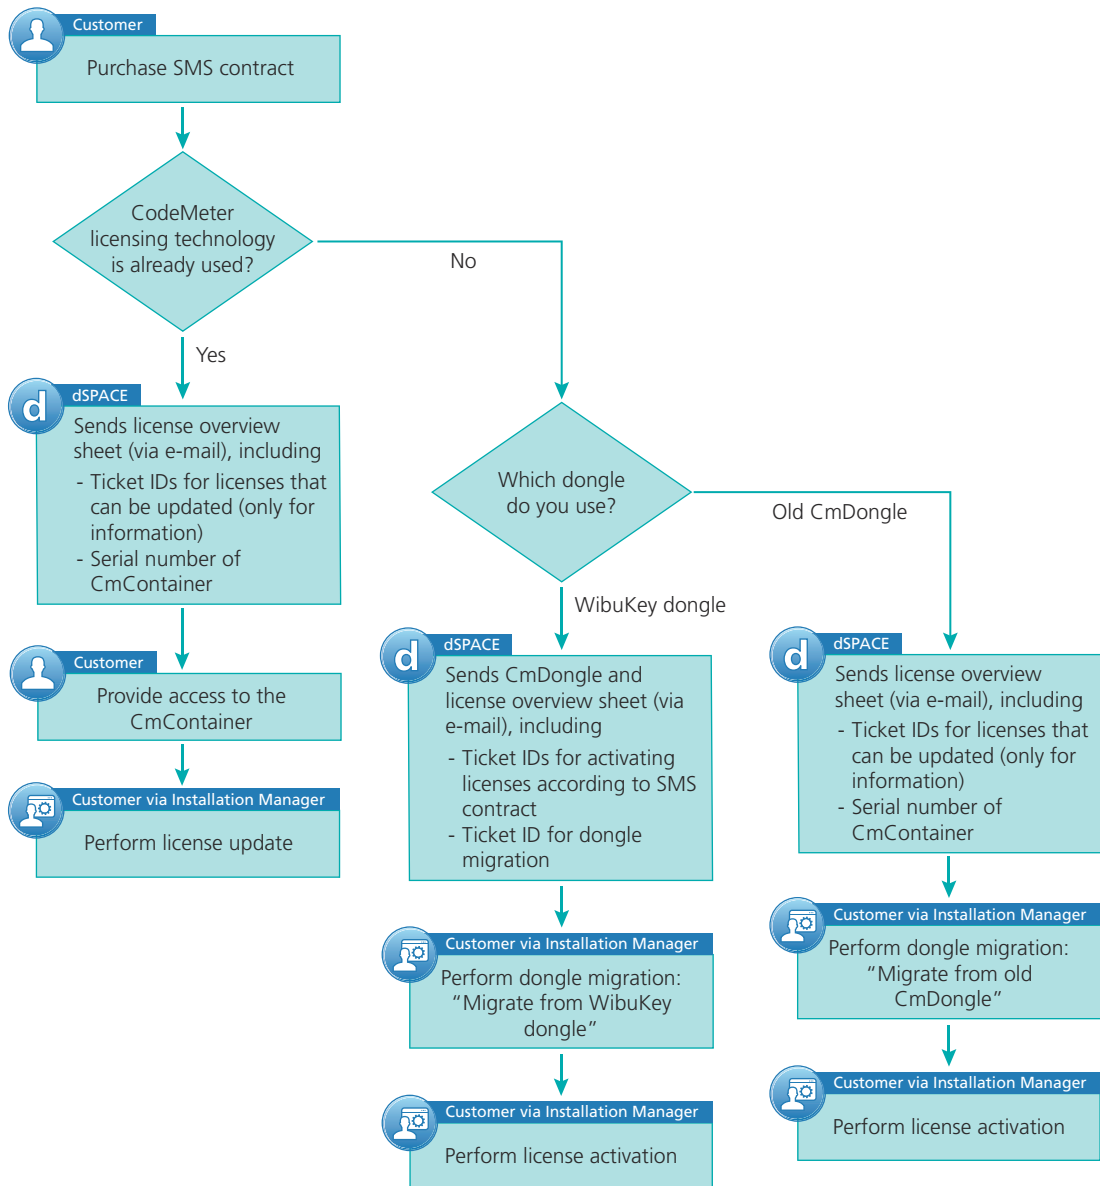 Customer
Purchase SMS contract
CodeMeter
licensing technology
is already used?
No
Yes
dSPACE
Sends license overview
sheet (via e-mail), including
- Ticket IDs for licenses that
can be updated (only for
information)
- Serial number of
CmContainer
Customer
Provide access to the
CmContainer
Customer via Installation Manager
Perform license update
Which dongle
do you use?
Old CmDongle
WibuKey dongle
dSPACE
Sends CmDongle and
license overview sheet (via
e-mail), including
- Ticket IDs for activating
licenses according to SMS
contract
- Ticket ID for dongle
migration
Customer via Installation Manager
Perform dongle migration:
“Migrate from WibuKey
dongle”
Customer via Installation Manager
Perform license activation
dSPACE
Sends license overview
sheet (via e-mail), including
- Ticket IDs for licenses that
can be updated (only for
information)
- Serial number of
CmContainer
Customer via Installation Manager
Perform dongle migration:
“Migrate from old
CmDongle”
Customer via Installation Manager
Perform license activation